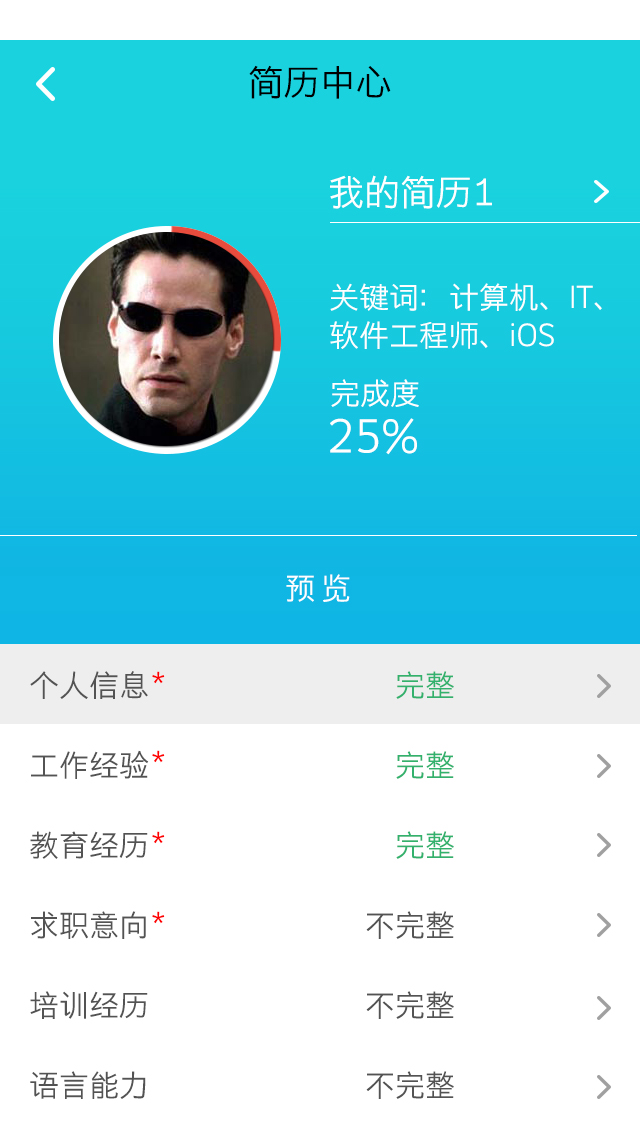 简历中心
我的简历1
关键词：计算机、IT、
软件工程师、iOS
完成度
25%
预览
个人信息* 完整
工作经验* 完整
教育经历* 完整
求职意向* 不完整
培训经历 不完整
语言能力 不完整